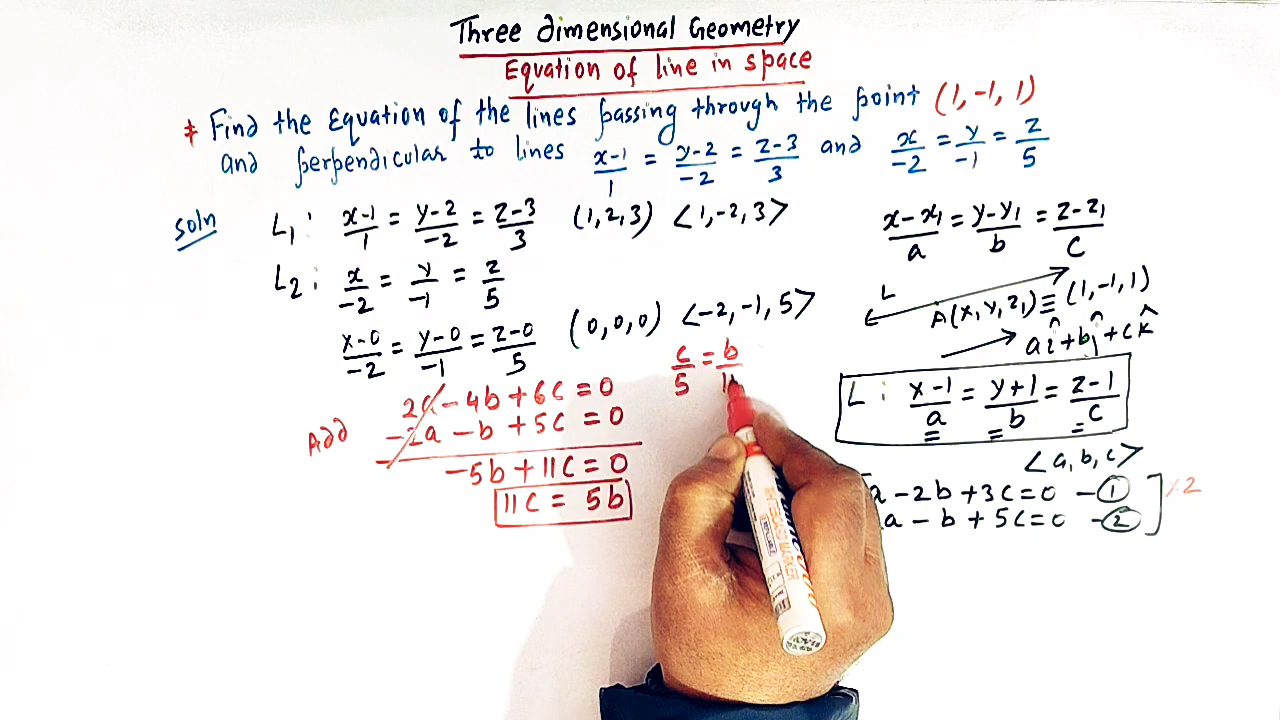 Three dimensional Geometry
Equation of line in space
* Find the Equation of the lines passing through the point (1, -1, 1)
and perpendicular to lines x-1/1 = y-2/-2 = z-3/3 and x/-2 = y/-1 = z/5
Soln
L₁ : x-1/1 = y-2/-2 = z-3/3 (1,2,3) <1,-2,3>
L₂ : x/-2 = y/-1 = z/5
x-0/-2 = y-0/-1 = z-0/5 (0,0,0) <-2,-1,5>
2a - 4b + 6c = 0
Add -2a - b + 5c = 0
-5b + 11c = 0
11c = 5b
c/5 = b/11
x-x₁/a = y-y₁/b = z-z₁/c
L
A(x, y, z₁) ≡ (1,-1,1)
aî + bĵ + ck̂
L : x-1/a = y+1/b = z-1/c
<a, b, c>
a - 2b + 3c = 0 - ①
a - b + 5c = 0 - ②
] ×2